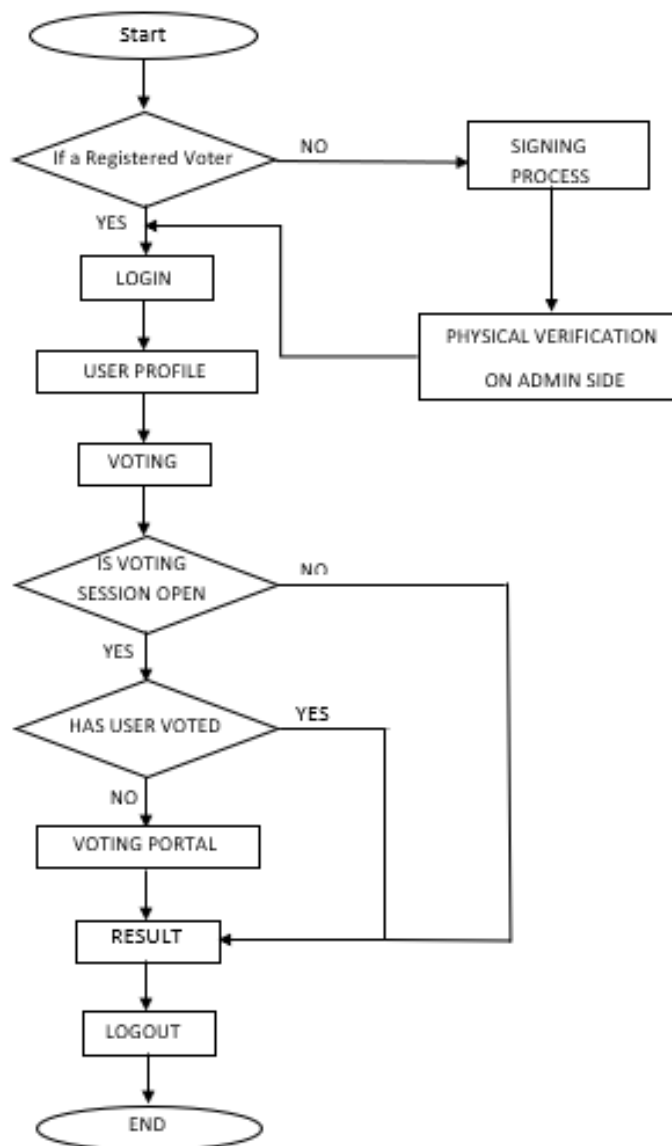 Start
If a Registered Voter
NO
SIGNING
PROCESS
YES
LOGIN
PHYSICAL VERIFICATION
ON ADMIN SIDE
USER PROFILE
VOTING
IS VOTING
SESSION OPEN
NO
YES
HAS USER VOTED
YES
NO
VOTING PORTAL
RESULT
LOGOUT
END